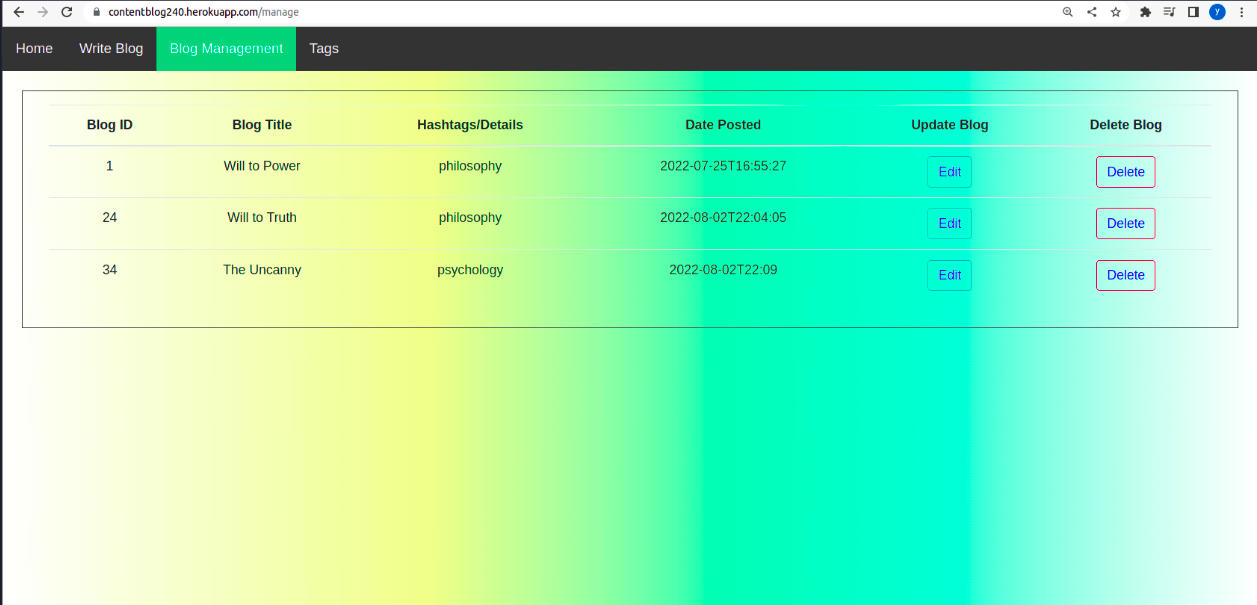 contentblog240.herokuapp.com/manage y
Home Write Blog Blog Management Tags
Blog ID Blog Title Hashtags/Details Date Posted Update Blog Delete Blog
1 Will to Power philosophy 2022-07-25T16:55:27 Edit Delete
24 Will to Truth philosophy 2022-08-02T22:04:05 Edit Delete
34 The Uncanny psychology 2022-08-02T22:09 Edit Delete